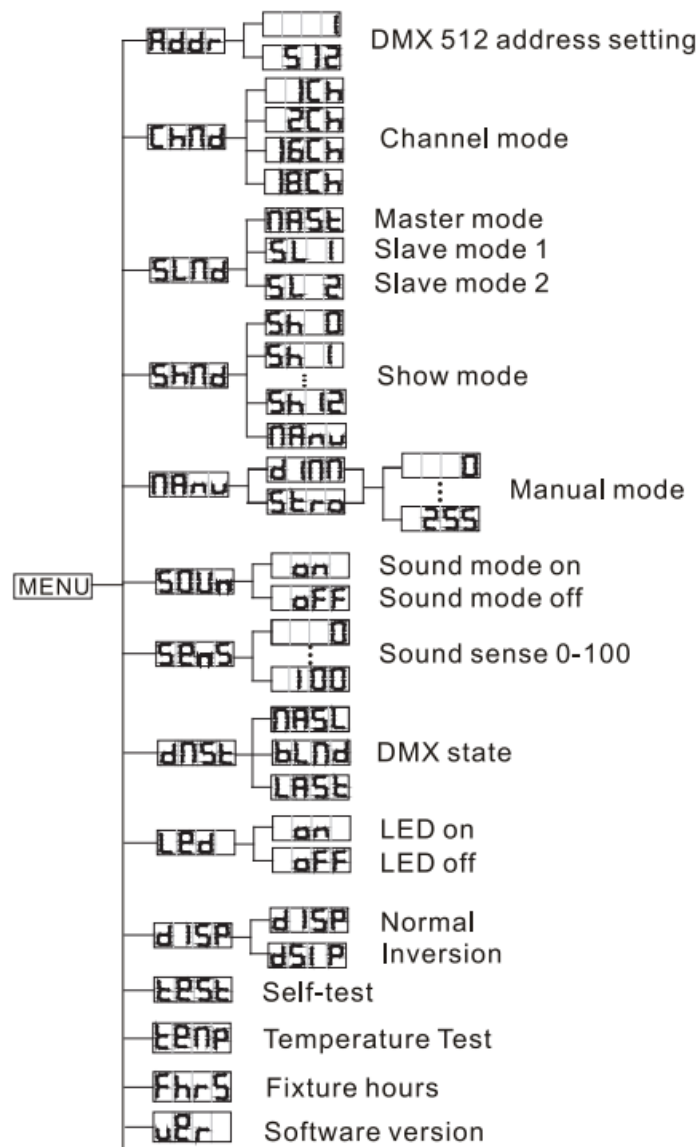 MENU
Addr
1
512
DMX 512 address setting
ChMd
1Ch
2Ch
16Ch
18Ch
Channel mode
SLMd
MASt Master mode
SL 1 Slave mode 1
SL 2 Slave mode 2
ShMd
Sh 0
Sh 1
⋮
Sh 12
MAnu
Show mode
MAnu
diMM
Stro
0
⋮
255
Manual mode
SOUn
on Sound mode on
oFF Sound mode off
SenS
0
⋮
100
Sound sense 0-100
dMSt
MASL
bLMd
LASt
DMX state
Led
on LED on
oFF LED off
diSP
diSP Normal
dSIP Inversion
teSt Self-test
teMP Temperature Test
FhrS Fixture hours
ver Software version